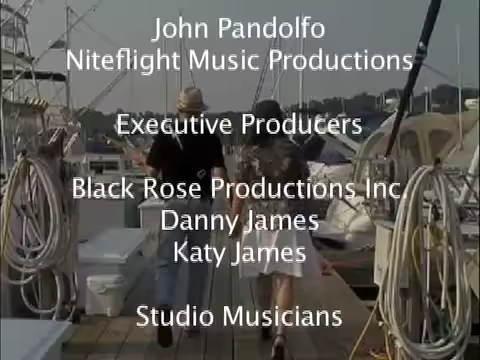 John Pandolfo
Niteflight Music Productions
Executive Producers
Black Rose Productions Inc.
Danny James
Katy James
Studio Musicians